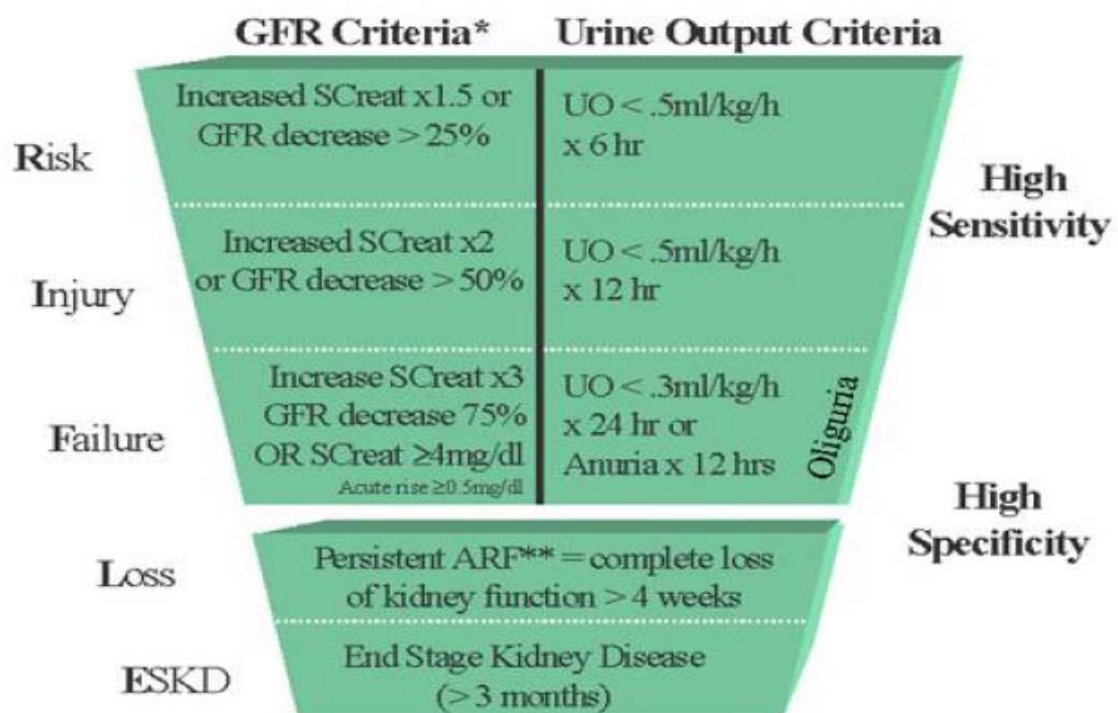 GFR Criteria* Urine Output Criteria
Risk
Increased SCreat x1.5 or
GFR decrease > 25%
UO < .5ml/kg/h
x 6 hr
High
Sensitivity
Injury
Increased SCreat x2
or GFR decrease > 50%
UO < .5ml/kg/h
x 12 hr
Failure
Increase SCreat x3
GFR decrease 75%
OR SCreat ≥4mg/dl
Acute rise ≥0.5mg/dl
UO < .3ml/kg/h
x 24 hr or
Anuria x 12 hrs
Oliguria
High
Specificity
Loss
Persistent ARF** = complete loss
of kidney function > 4 weeks
ESKD
End Stage Kidney Disease
(> 3 months)